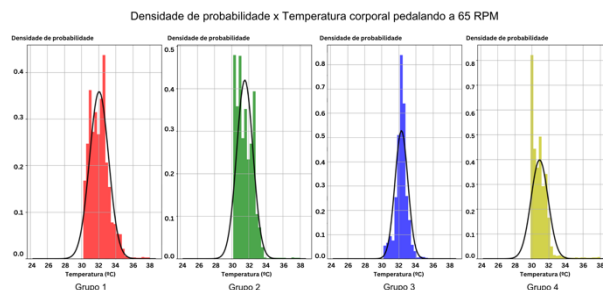 Densidade de probabilidade x Temperatura corporal pedalando a 65 RPM
Densidade de probabilidade
0.4
0.3
0.2
0.1
0.0
24 26 28 30 32 34 36 38
Temperatura (ºC)
Grupo 1
Densidade de probabilidade
0.5
0.4
0.3
0.2
0.1
0.0
24 26 28 30 32 34 36 38
Temperatura (ºC)
Grupo 2
Densidade de probabilidade
0.8
0.7
0.6
0.5
0.4
0.3
0.2
0.1
0.0
24 26 28 30 32 34 36 38
Temperatura (ºC)
Grupo 3
Densidade de probabilidade
0.8
0.7
0.6
0.5
0.4
0.3
0.2
0.1
0.0
24 26 28 30 32 34 36 38
Temperatura (ºC)
Grupo 4